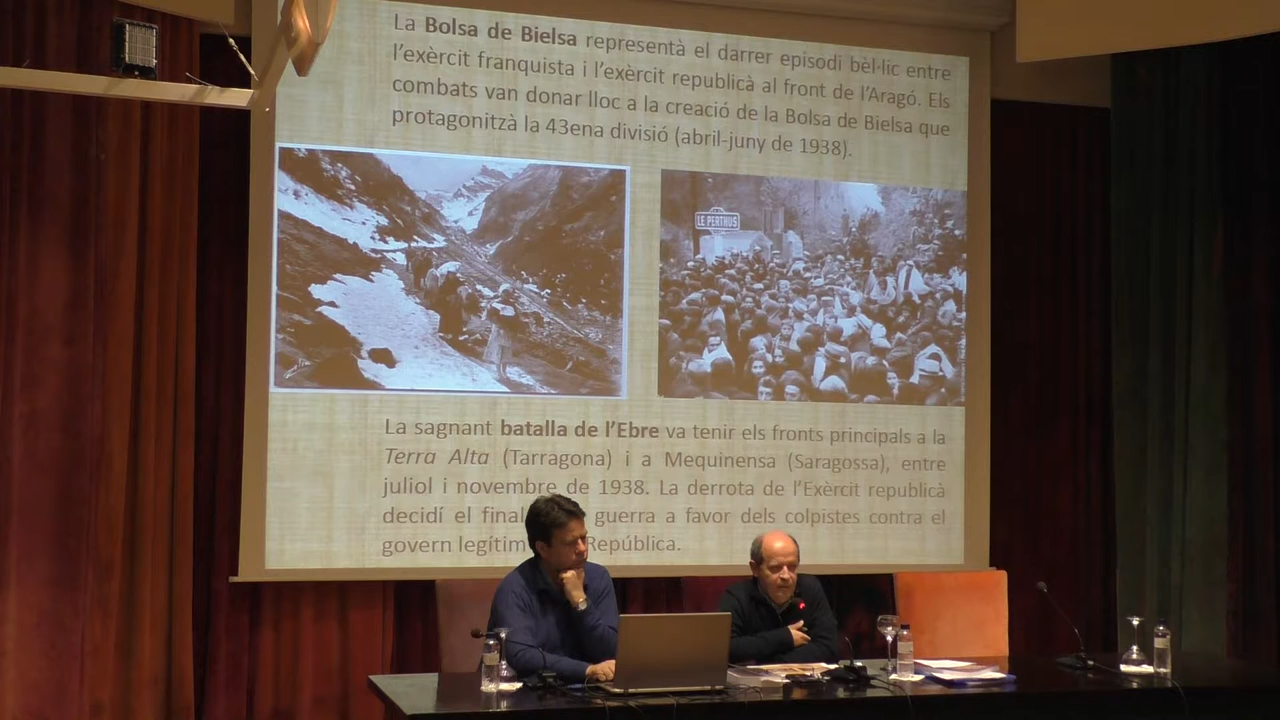 La Bolsa de Bielsa representà el darrer episodi bèl·lic entre
l'exèrcit franquista i l'exèrcit republicà al front de l'Aragó. Els
combats van donar lloc a la creació de la Bolsa de Bielsa que
protagonitzà la 43ena divisió (abril-juny de 1938).
LE PERTHUS
La sagnant batalla de l'Ebre va tenir els fronts principals a la
Terra Alta (Tarragona) i a Mequinensa (Saragossa), entre
juliol i novembre de 1938. La derrota de l'Exèrcit republicà
decidí el final guerra a favor dels colpistes contra el
govern legítim República.